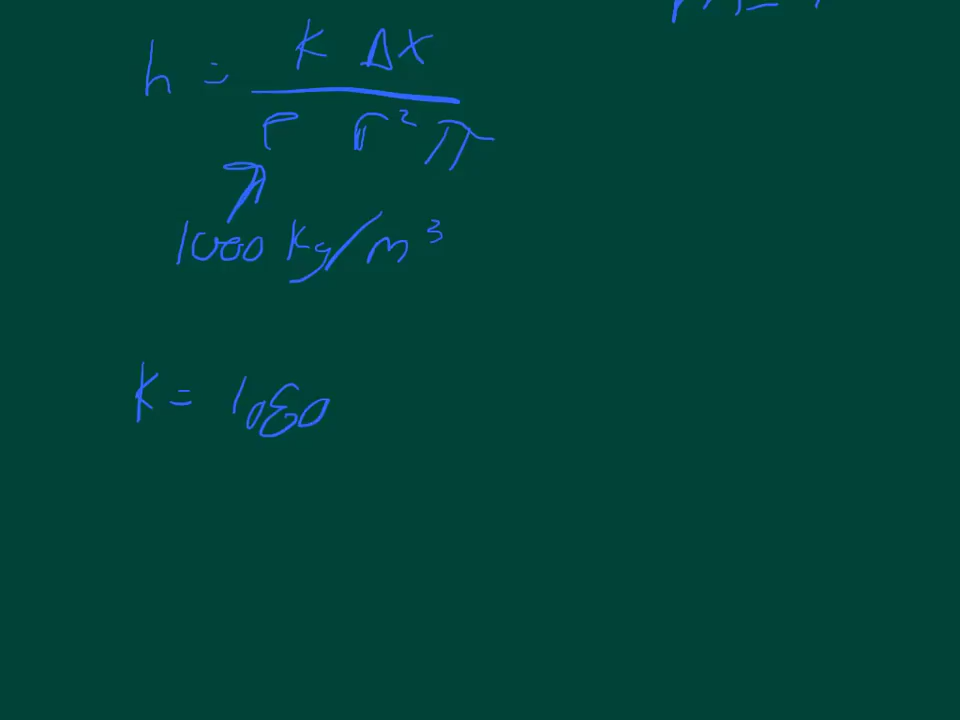 h = K Δx
ρ r² π
1000 kg/m³
K = 1080